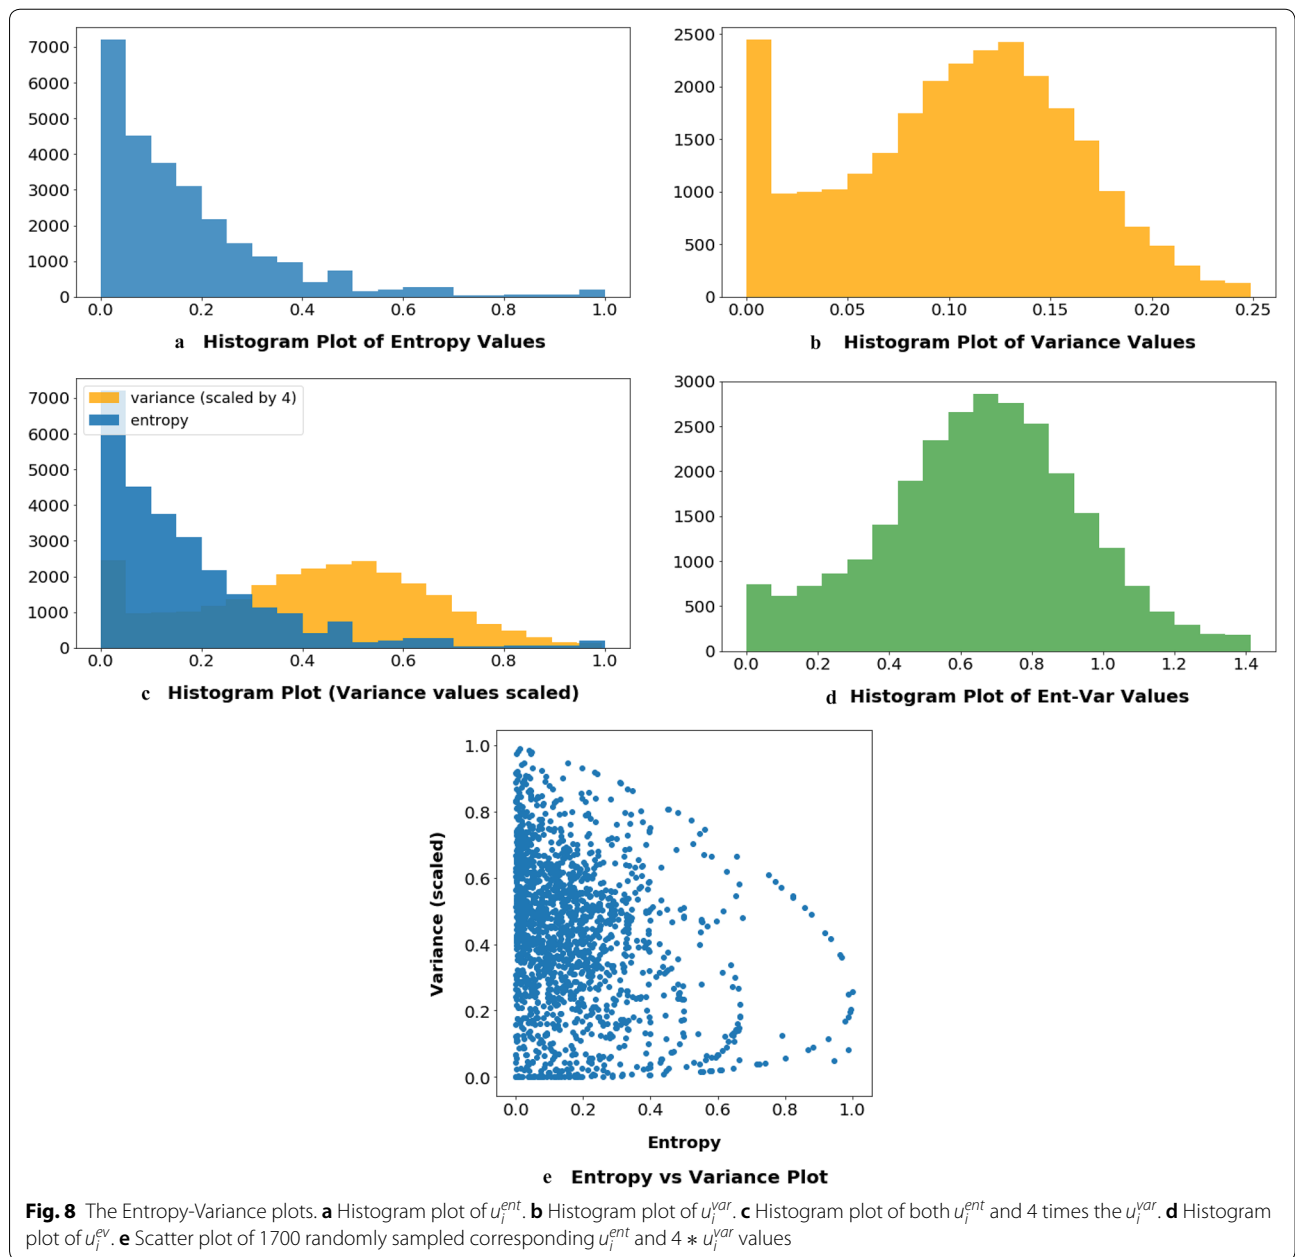 7000
6000
5000
4000
3000
2000
1000
0
0.0 0.2 0.4 0.6 0.8 1.0
a Histogram Plot of Entropy Values
2500
2000
1500
1000
500
0
0.00 0.05 0.10 0.15 0.20 0.25
b Histogram Plot of Variance Values
variance (scaled by 4)
entropy
7000
6000
5000
4000
3000
2000
1000
0
0.0 0.2 0.4 0.6 0.8 1.0
c Histogram Plot (Variance values scaled)
3000
2500
2000
1500
1000
500
0
0.0 0.2 0.4 0.6 0.8 1.0 1.2 1.4
d Histogram Plot of Ent-Var Values
Variance (scaled)
1.0
0.8
0.6
0.4
0.2
0.0
0.0 0.2 0.4 0.6 0.8 1.0
Entropy
e Entropy vs Variance Plot
Fig. 8 The Entropy-Variance plots. a Histogram plot of u_i^{ent}. b Histogram plot of u_i^{var}. c Histogram plot of both u_i^{ent} and 4 times the u_i^{var}. d Histogram
plot of u_i^{ev}. e Scatter plot of 1700 randomly sampled corresponding u_i^{ent} and 4 ∗ u_i^{var} values